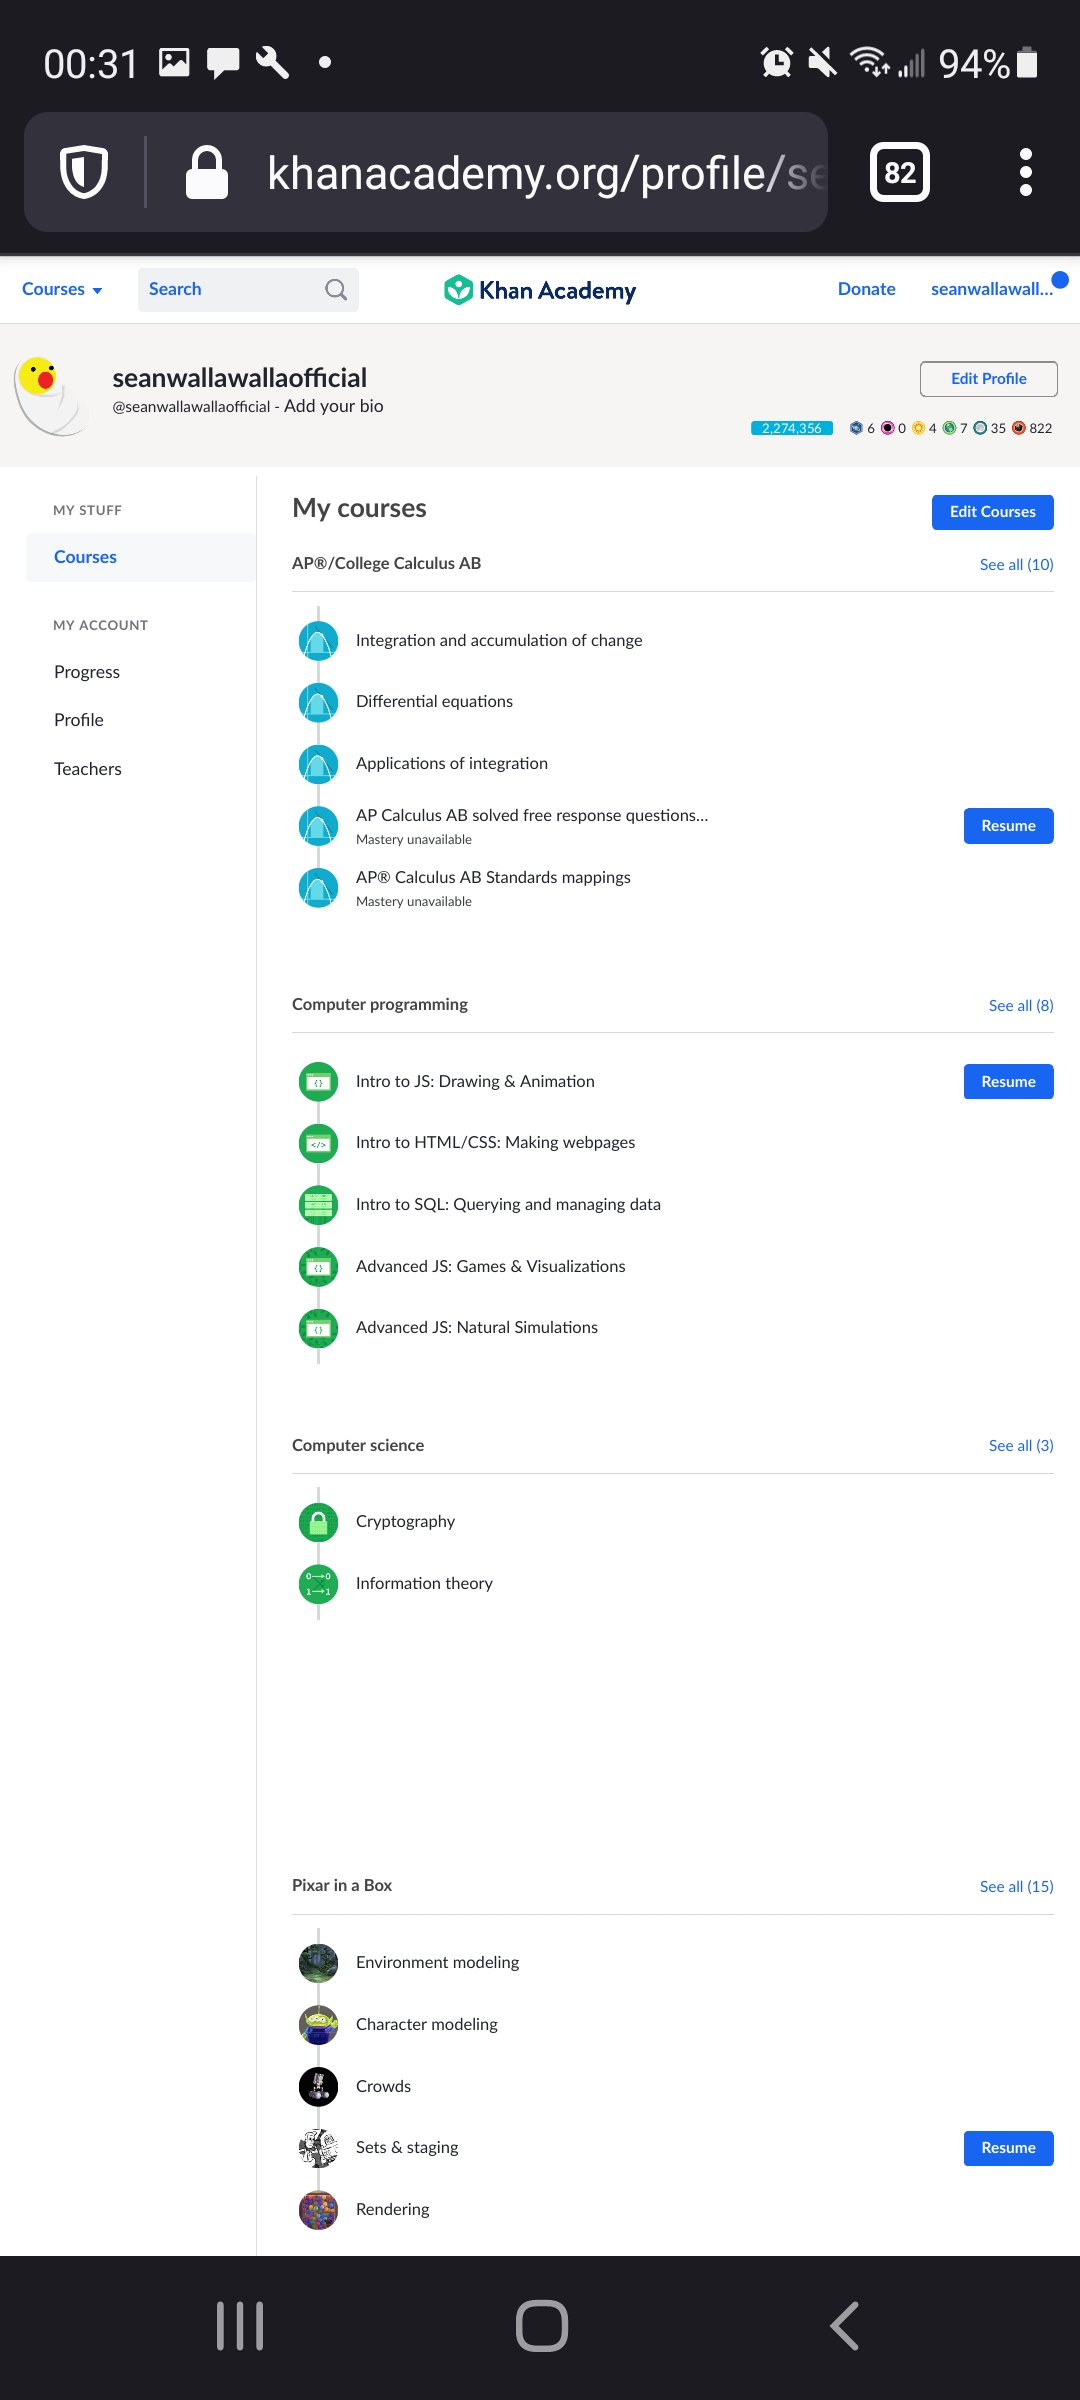 00:31 94%
khanacademy.org/profile/se
82
Courses Search Khan Academy Donate seanwallawall...
seanwallawallaofficial
Edit Profile
@seanwallawallaofficial - Add your bio
2,274,356 6 0 4 7 35 822
MY STUFF
Courses
MY ACCOUNT
Progress
Profile
Teachers
My courses
Edit Courses
AP®/College Calculus AB
See all (10)
Integration and accumulation of change
Differential equations
Applications of integration
AP Calculus AB solved free response questions...
Mastery unavailable
Resume
AP® Calculus AB Standards mappings
Mastery unavailable
Computer programming
See all (8)
Intro to JS: Drawing & Animation
Resume
Intro to HTML/CSS: Making webpages
Intro to SQL: Querying and managing data
Advanced JS: Games & Visualizations
Advanced JS: Natural Simulations
Computer science
See all (3)
Cryptography
Information theory
Pixar in a Box
See all (15)
Environment modeling
Character modeling
Crowds
Sets & staging
Resume
Rendering